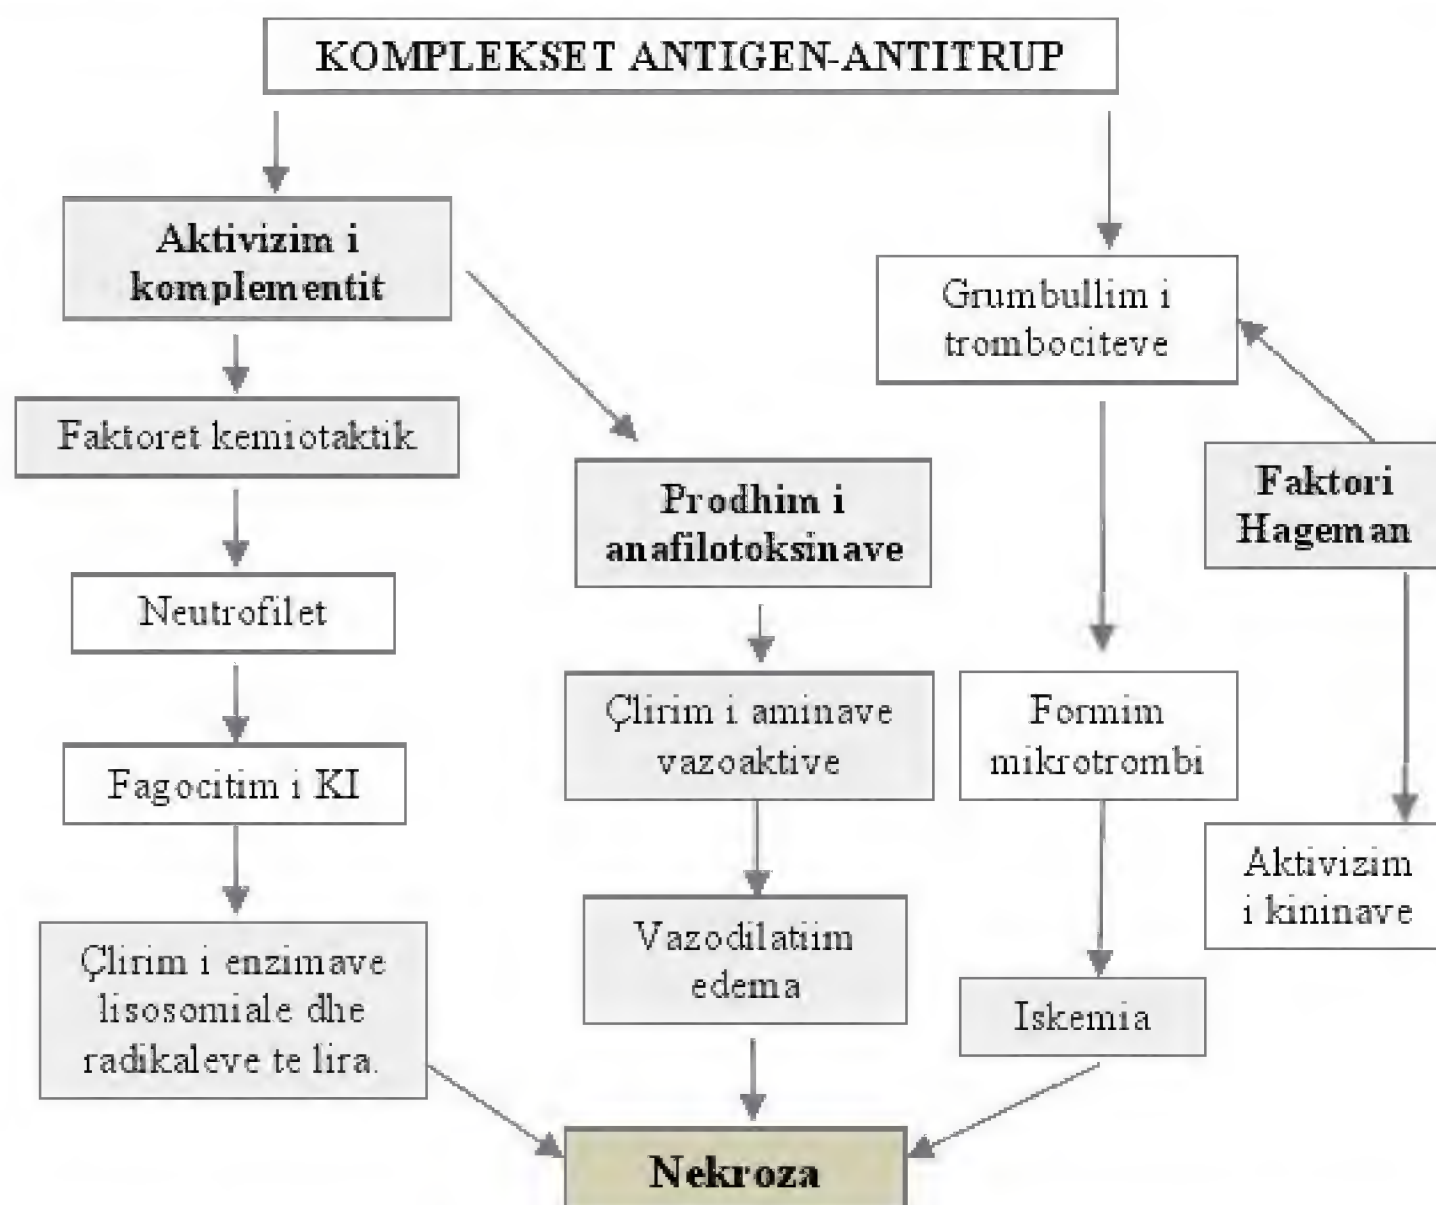 KOMPLEKSET ANTIGEN-ANTITRUP
Aktivizim i
komplementit
Grumbullim i
trombociteve
Faktoret kemiotaktik
Prodhim i
anafilotoksinave
Faktori
Hageman
Neutrofilet
Çlirim i aminave
vazoaktive
Formim
mikrotrombi
Fagocitim i KI
Aktivizim
i kininave
Çlirim i enzimave
lisosomiale dhe
radikaleve te lira.
Vazodilatiim
edema
Iskemia
Nekroza